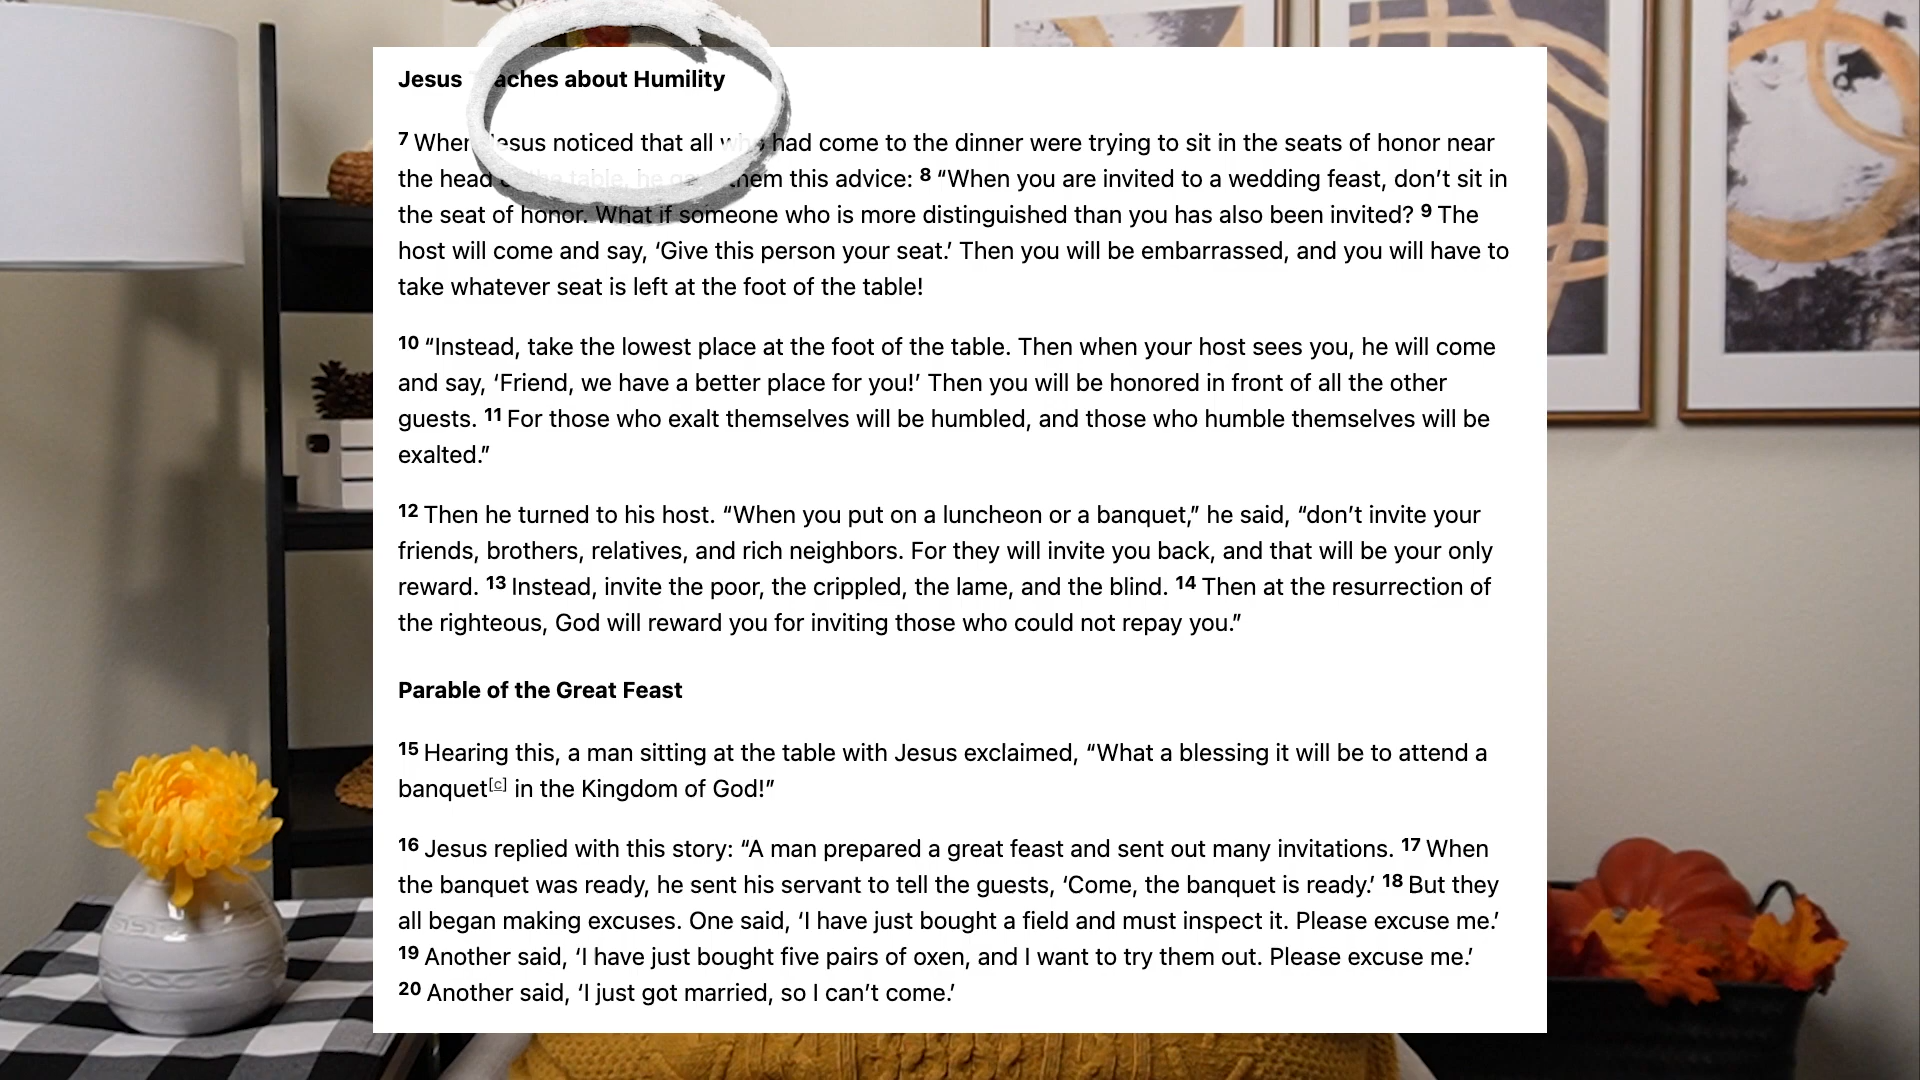 Jesus Teaches about Humility
7 When Jesus noticed that all who had come to the dinner were trying to sit in the seats of honor near
the head of the table, he gave them this advice: 8 “When you are invited to a wedding feast, don’t sit in
the seat of honor. What if someone who is more distinguished than you has also been invited? 9 The
host will come and say, ‘Give this person your seat.’ Then you will be embarrassed, and you will have to
take whatever seat is left at the foot of the table!
10 “Instead, take the lowest place at the foot of the table. Then when your host sees you, he will come
and say, ‘Friend, we have a better place for you!’ Then you will be honored in front of all the other
guests. 11 For those who exalt themselves will be humbled, and those who humble themselves will be
exalted.”
12 Then he turned to his host. “When you put on a luncheon or a banquet,” he said, “don’t invite your
friends, brothers, relatives, and rich neighbors. For they will invite you back, and that will be your only
reward. 13 Instead, invite the poor, the crippled, the lame, and the blind. 14 Then at the resurrection of
the righteous, God will reward you for inviting those who could not repay you.”
Parable of the Great Feast
15 Hearing this, a man sitting at the table with Jesus exclaimed, “What a blessing it will be to attend a
banquet[c] in the Kingdom of God!”
16 Jesus replied with this story: “A man prepared a great feast and sent out many invitations. 17 When
the banquet was ready, he sent his servant to tell the guests, ‘Come, the banquet is ready.’ 18 But they
all began making excuses. One said, ‘I have just bought a field and must inspect it. Please excuse me.’
19 Another said, ‘I have just bought five pairs of oxen, and I want to try them out. Please excuse me.’
20 Another said, ‘I just got married, so I can’t come.’